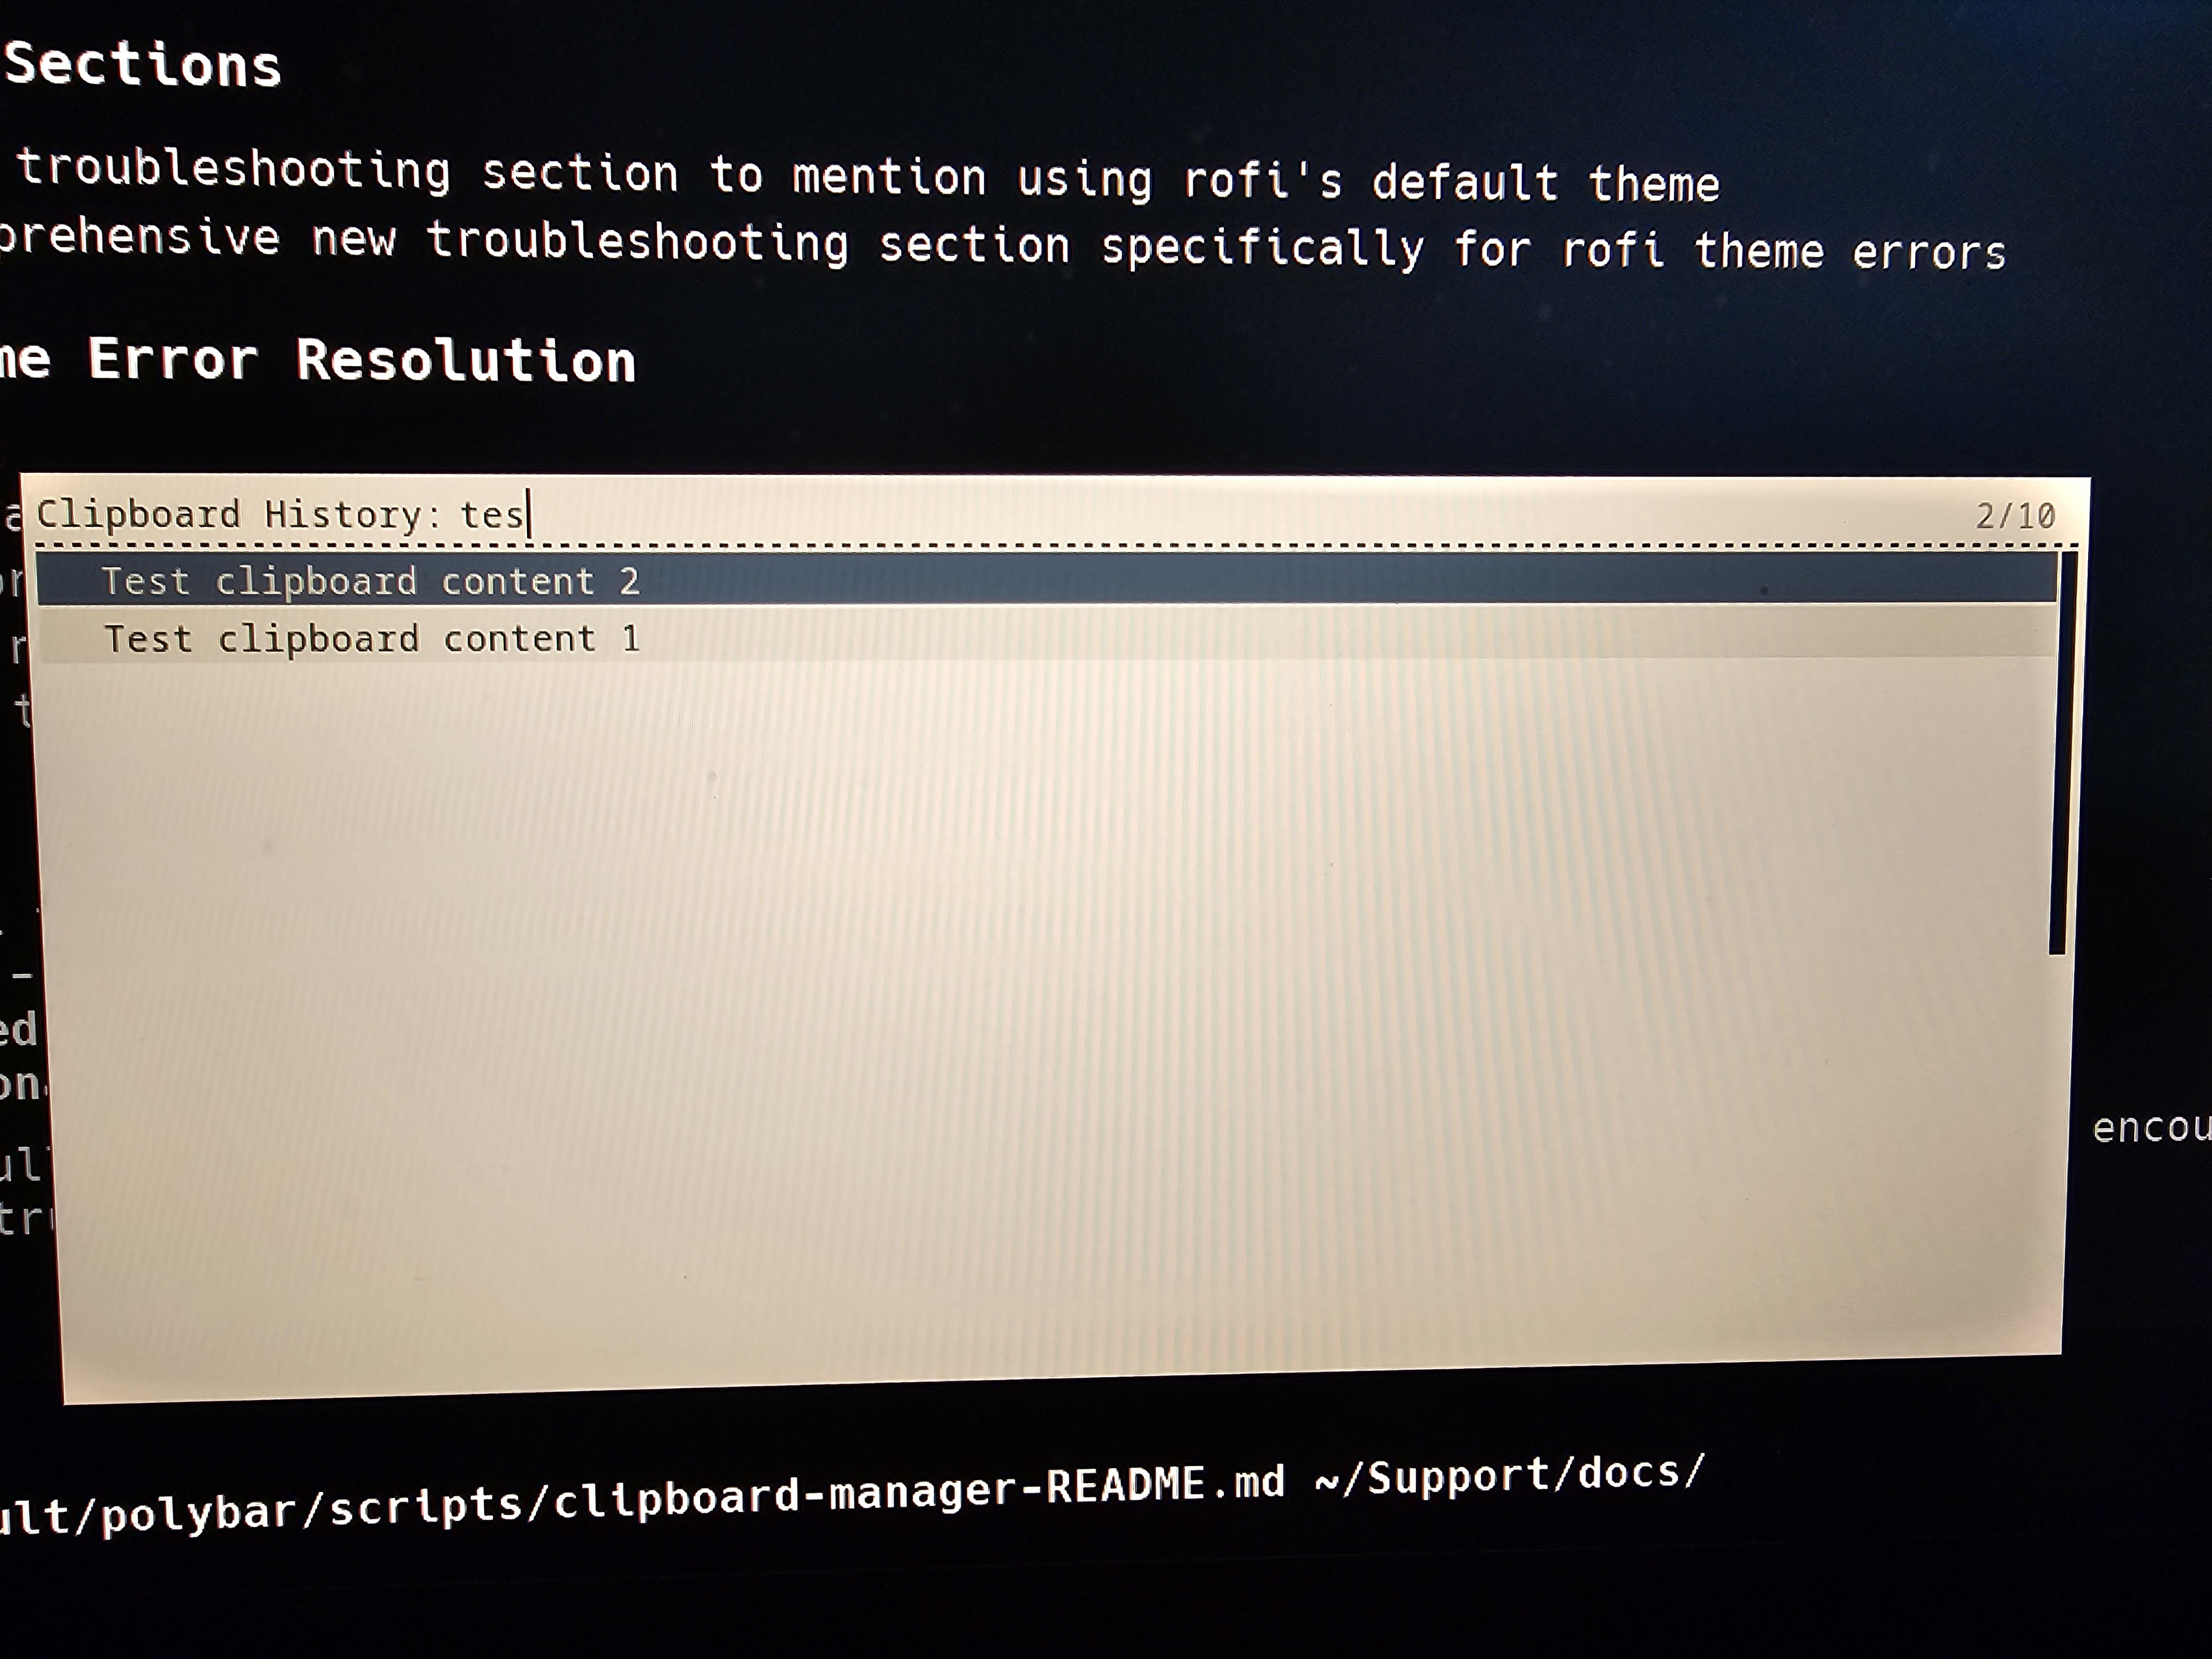 Sections
troubleshooting section to mention using rofi's default theme
prehensive new troubleshooting section specifically for rofi theme errors
me Error Resolution
Clipboard History: tes
2/10
Test clipboard content 2
Test clipboard content 1
r
t
-
ed
on
encou
ul
tr
ult/polybar/scripts/clipboard-manager-README.md ~/Support/docs/